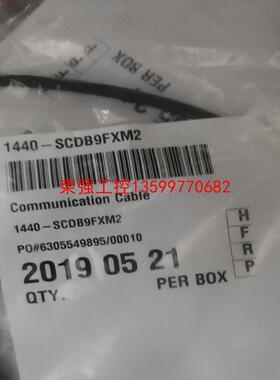 PER BOX
1440-SCDB9FXM2
荣强工控13599770682
Communication Cable
1440-SCDB9FXM2
PO#6305549895/00010
2019 05 21
QTY.
PER BOX
H
F
R
P